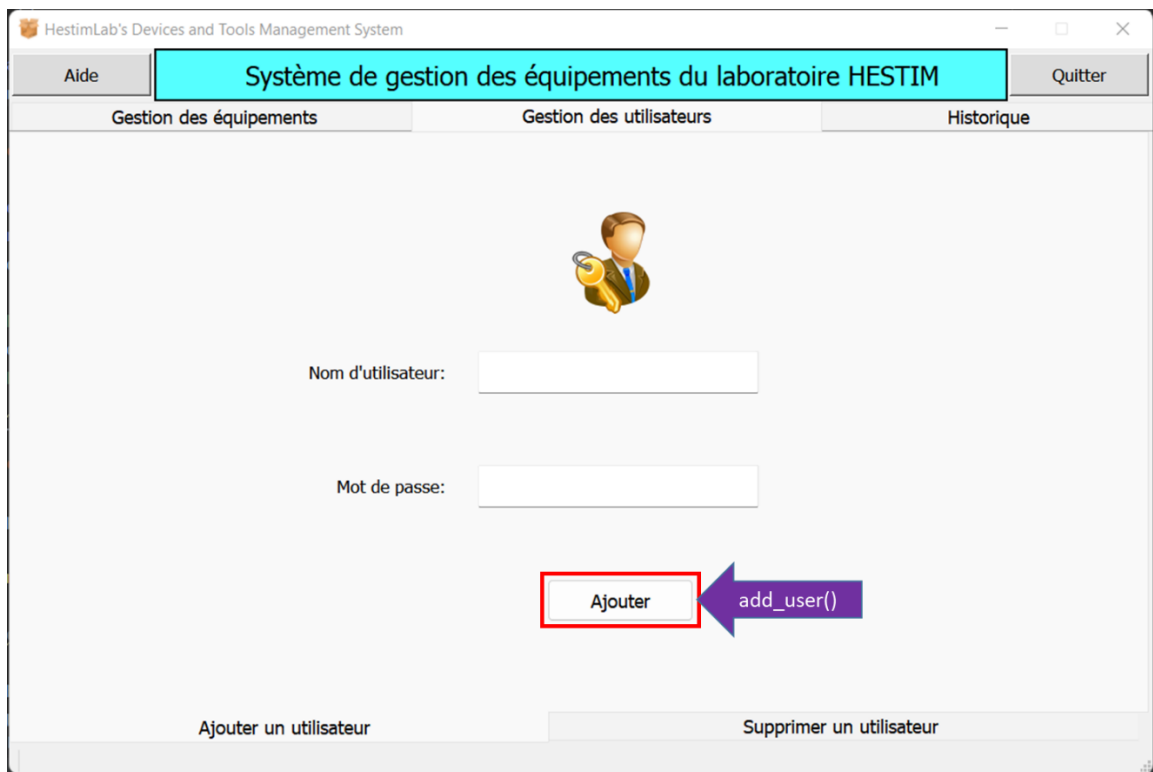 HestimLab's Devices and Tools Management System
Aide
Système de gestion des équipements du laboratoire HESTIM
Quitter
Gestion des équipements
Gestion des utilisateurs
Historique
Nom d'utilisateur:
Mot de passe:
Ajouter
add_user()
Ajouter un utilisateur
Supprimer un utilisateur